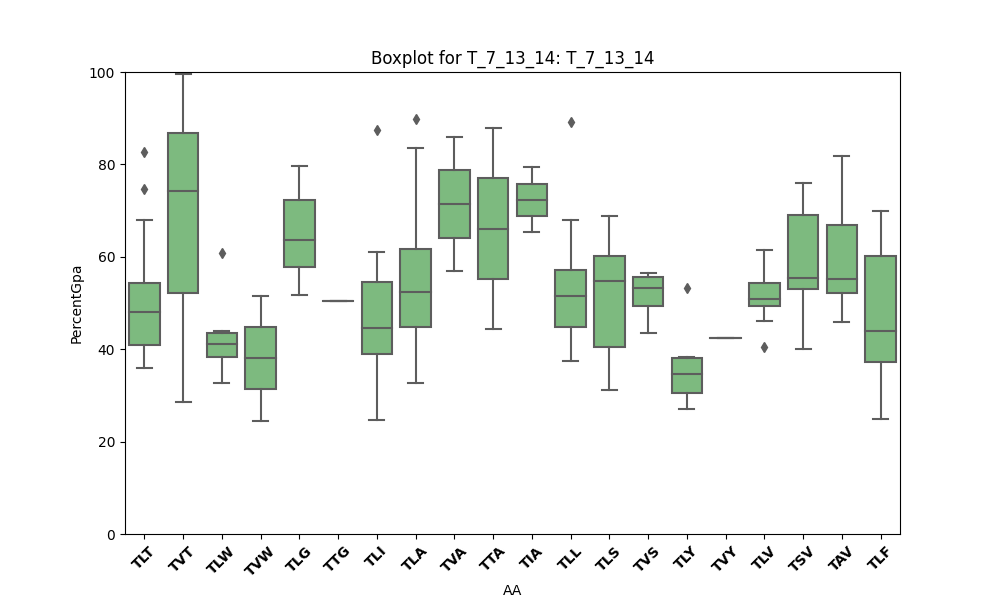 Boxplot for T_7_13_14: T_7_13_14
PercentGpa
100
80
60
40
20
0
TLT TVT TLW TVW TLG TTG TLI TLA TVA TTA TIA TLL TLS TVS TLY TVY TLV TSV TAV TLF
AA